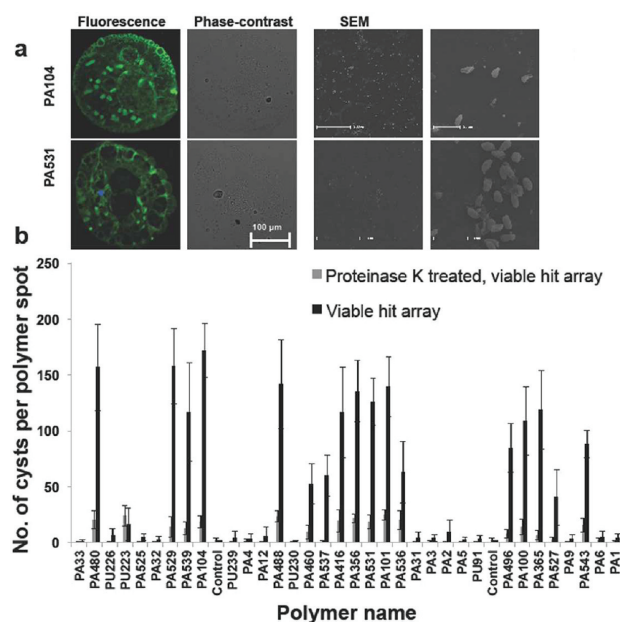 Fluorescence Phase-contrast SEM
a
PA104
PA531
100 µm
b
No. of cysts per polymer spot
250
200
150
100
50
0
Proteinase K treated, viable hit array
Viable hit array
PA33
PA480
PU226
PU223
PA522
PA32
PA529
PA539
PA104
Control
PU239
PA4
PA12
PA488
PU230
PA460
PA537
PA416
PA356
PA531
PA101
PA536
PA31
PA3
PA2
PA5
PU91
Control
PA496
PA100
PA365
PA527
PA9
PA543
PA6
PA1
Polymer name